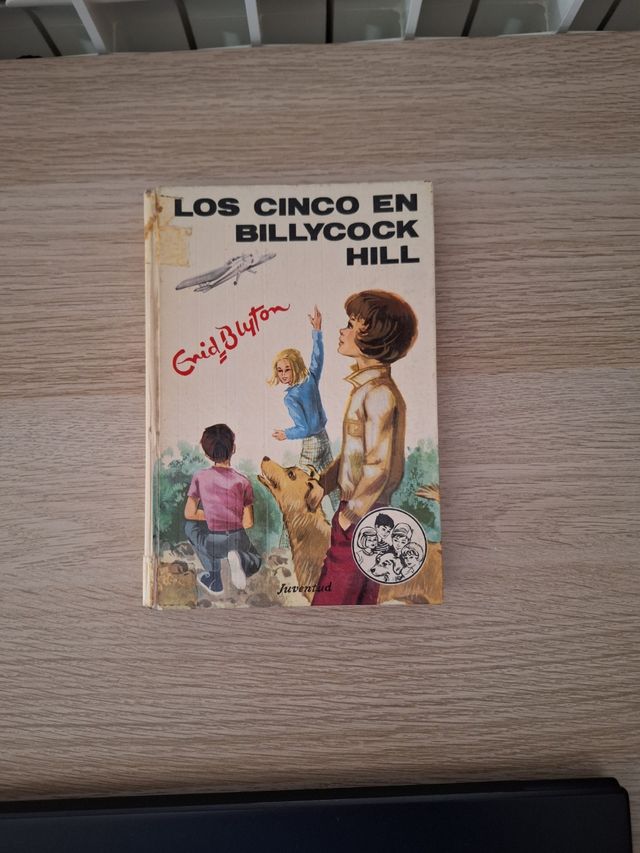 LOS CINCO EN
BILLYCOCK
HILL
Enid Blyton
Juventud